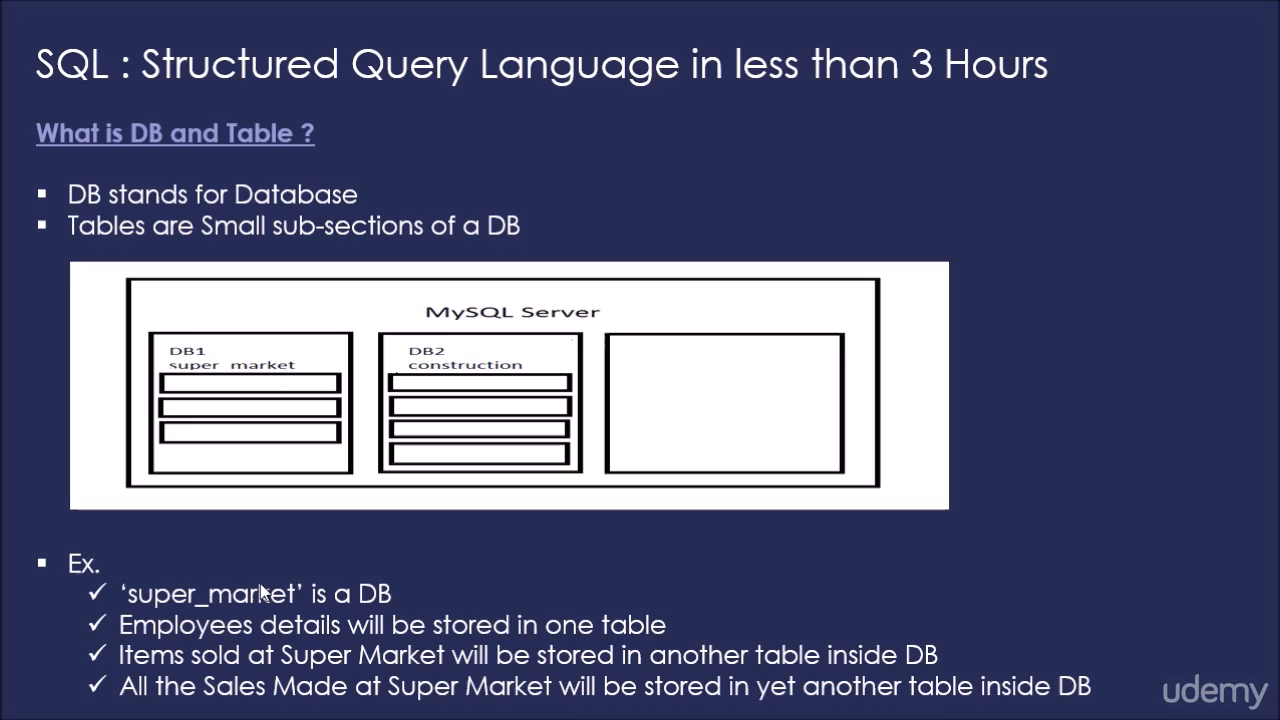 SQL : Structured Query Language in less than 3 Hours
What is DB and Table ?
▪ DB stands for Database
▪ Tables are Small sub-sections of a DB
MySQL Server
DB1
super_market
DB2
construction
▪ Ex.
✓ ‘super_market’ is a DB
✓ Employees details will be stored in one table
✓ Items sold at Super Market will be stored in another table inside DB
✓ All the Sales Made at Super Market will be stored in yet another table inside DB
udemy